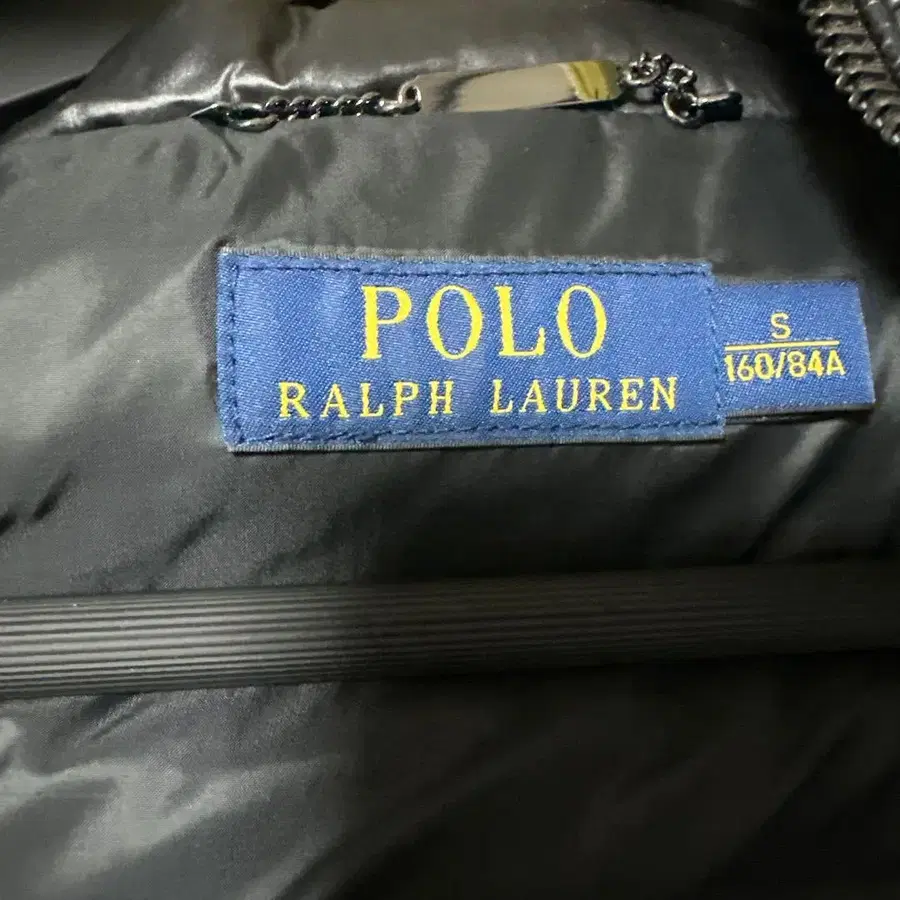 POLO
RALPH LAUREN
S
160/84A